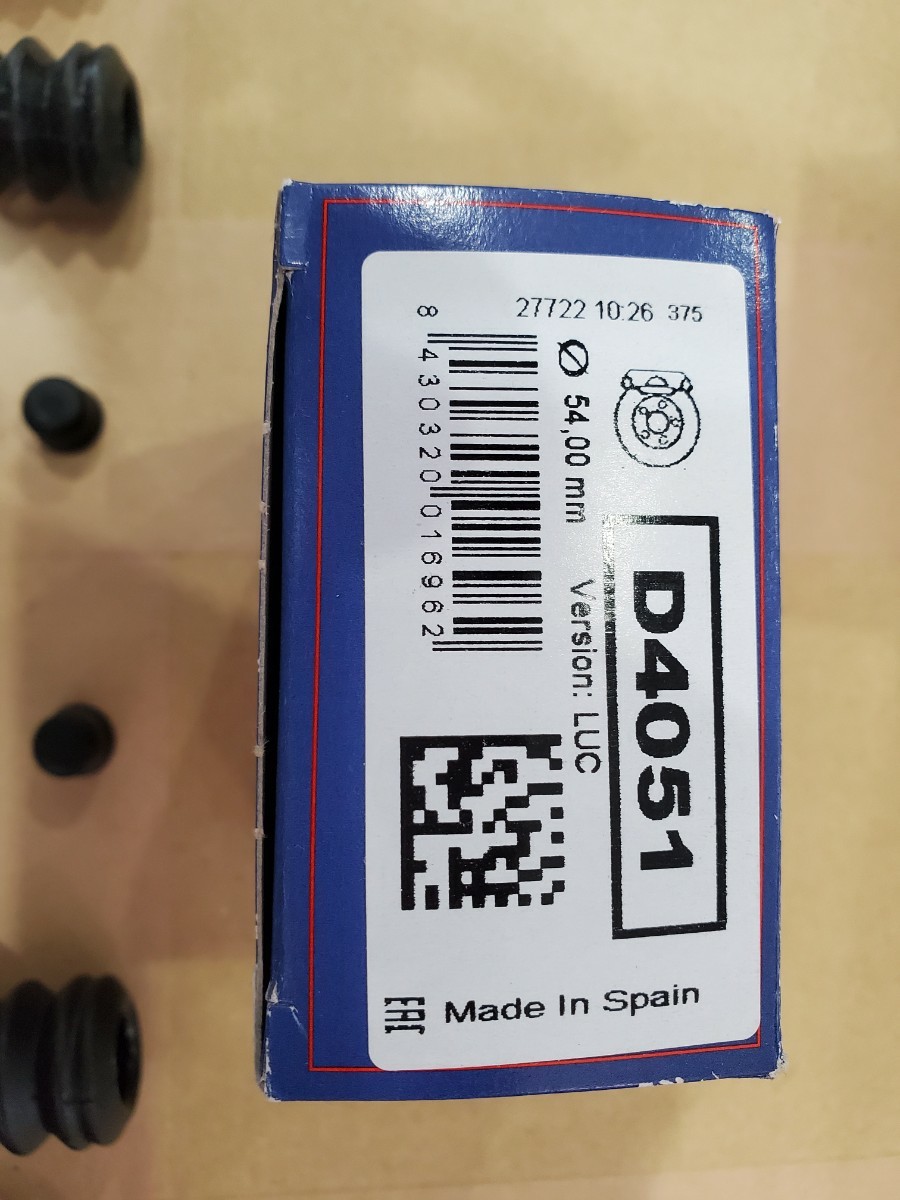 27722 10:26 375
D4051
Ø 54,00 mm Version: LUC
8 430320 016962
EAC Made In Spain